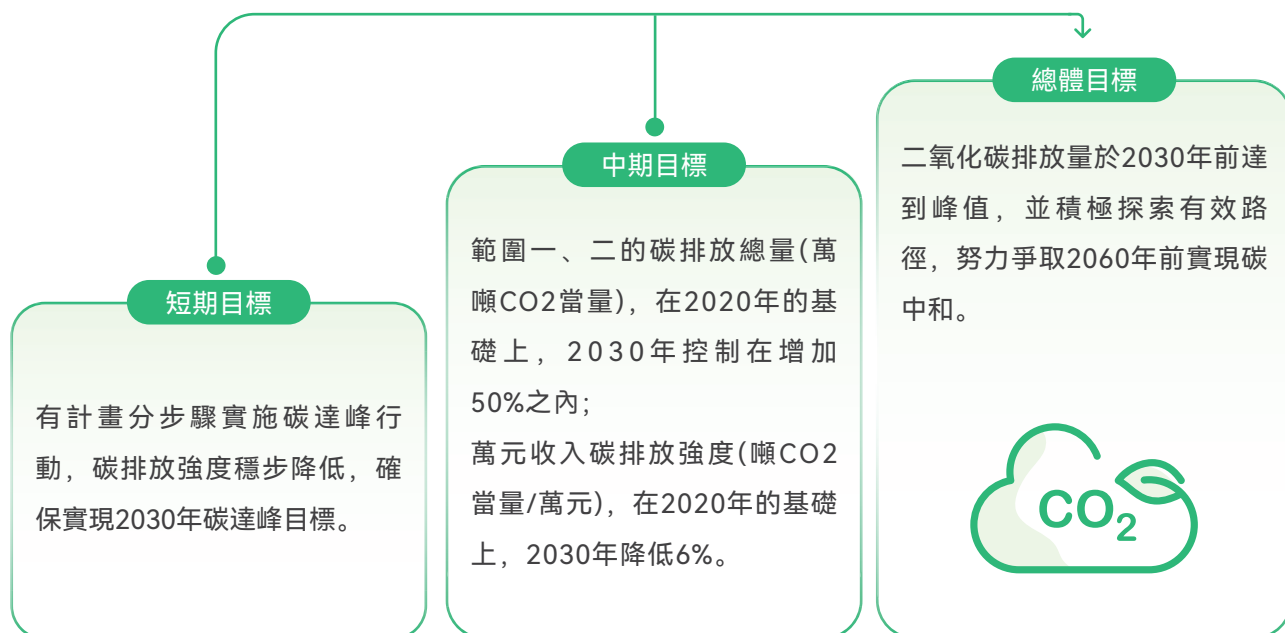 短期目標
有計畫分步驟實施碳達峰行
動，碳排放強度穩步降低，確
保實現2030年碳達峰目標。
中期目標
範圍一、二的碳排放總量(萬
噸CO2當量)，在2020年的基
礎上，2030年控制在增加
50%之內；
萬元收入碳排放強度(噸CO2
當量/萬元)，在2020年的基礎
上，2030年降低6%。
總體目標
二氧化碳排放量於2030年前達
到峰值，並積極探索有效路
徑，努力爭取2060年前實現碳
中和。
CO₂